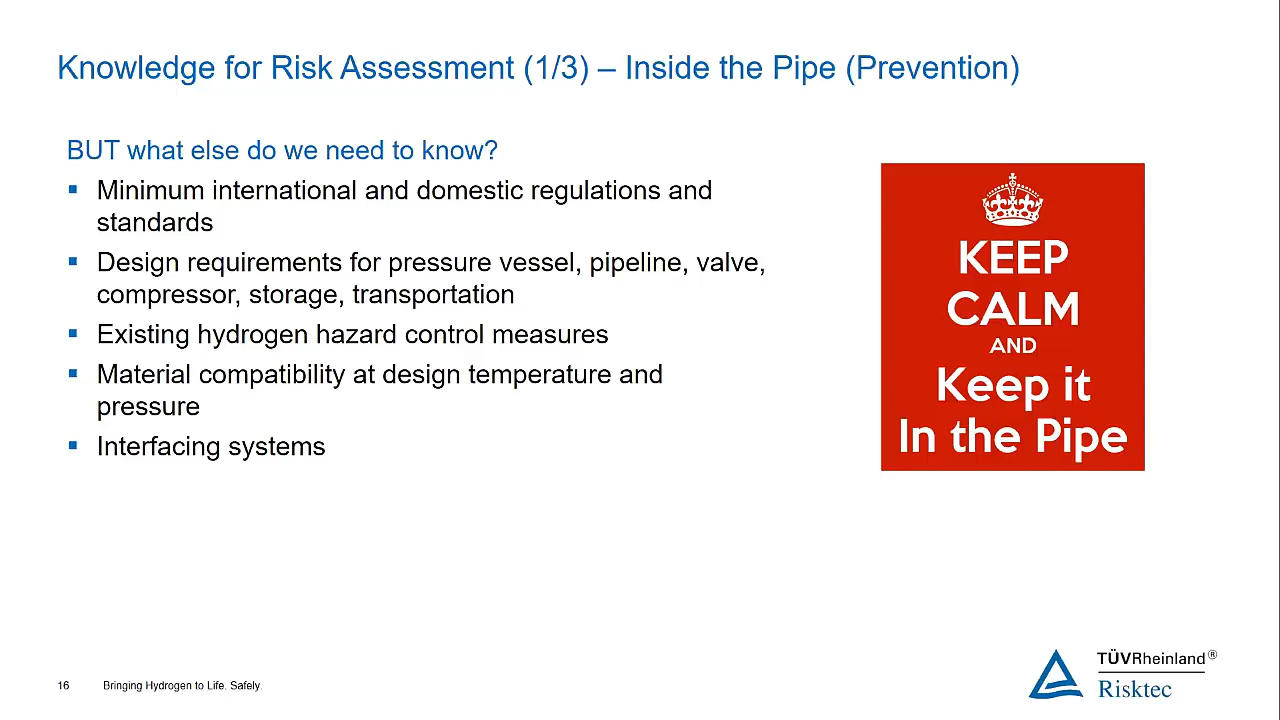 Knowledge for Risk Assessment (1/3) – Inside the Pipe (Prevention)
BUT what else do we need to know?
▪ Minimum international and domestic regulations and
standards
▪ Design requirements for pressure vessel, pipeline, valve,
compressor, storage, transportation
▪ Existing hydrogen hazard control measures
▪ Material compatibility at design temperature and
pressure
▪ Interfacing systems
KEEP
CALM
AND
Keep it
In the Pipe
16 Bringing Hydrogen to Life. Safely.
TÜVRheinland®
Risktec